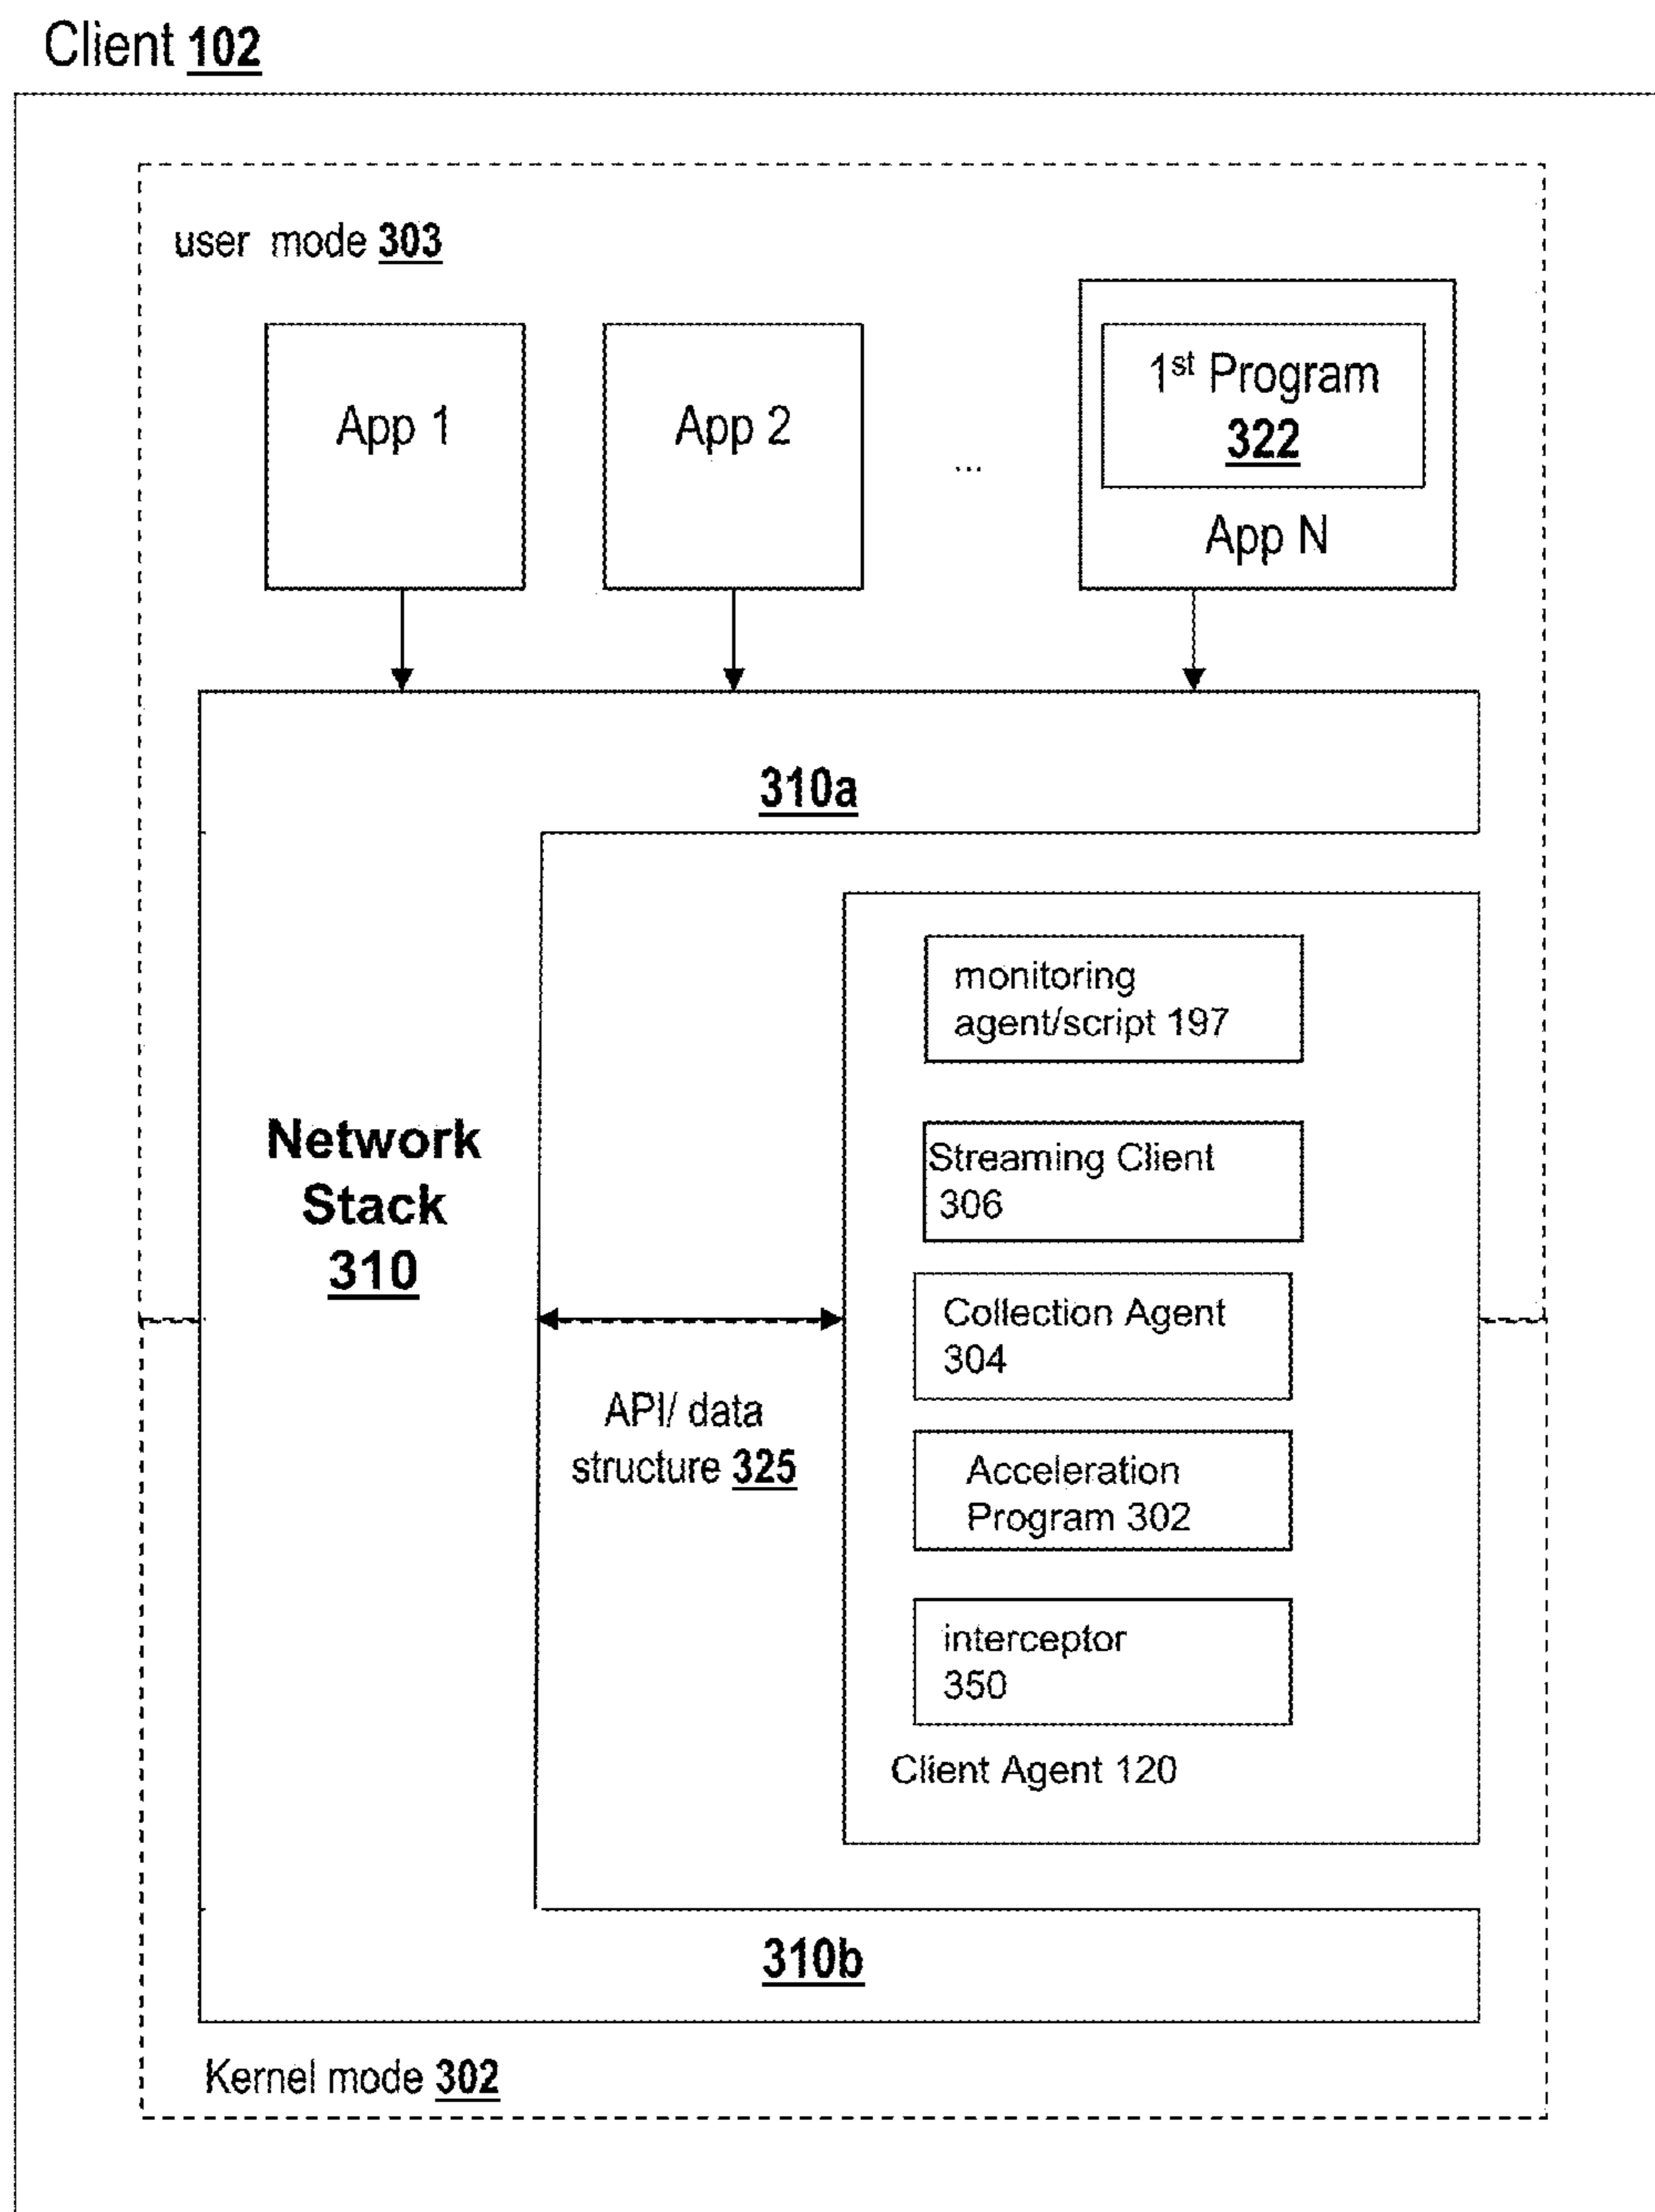 Client 102
user mode 303
App 1
App 2
...
1st Program
322
App N
310a
Network
Stack
310
API/ data
structure 325
monitoring
agent/script 197
Streaming Client
306
Collection Agent
304
Acceleration
Program 302
interceptor
350
Client Agent 120
310b
Kernel mode 302